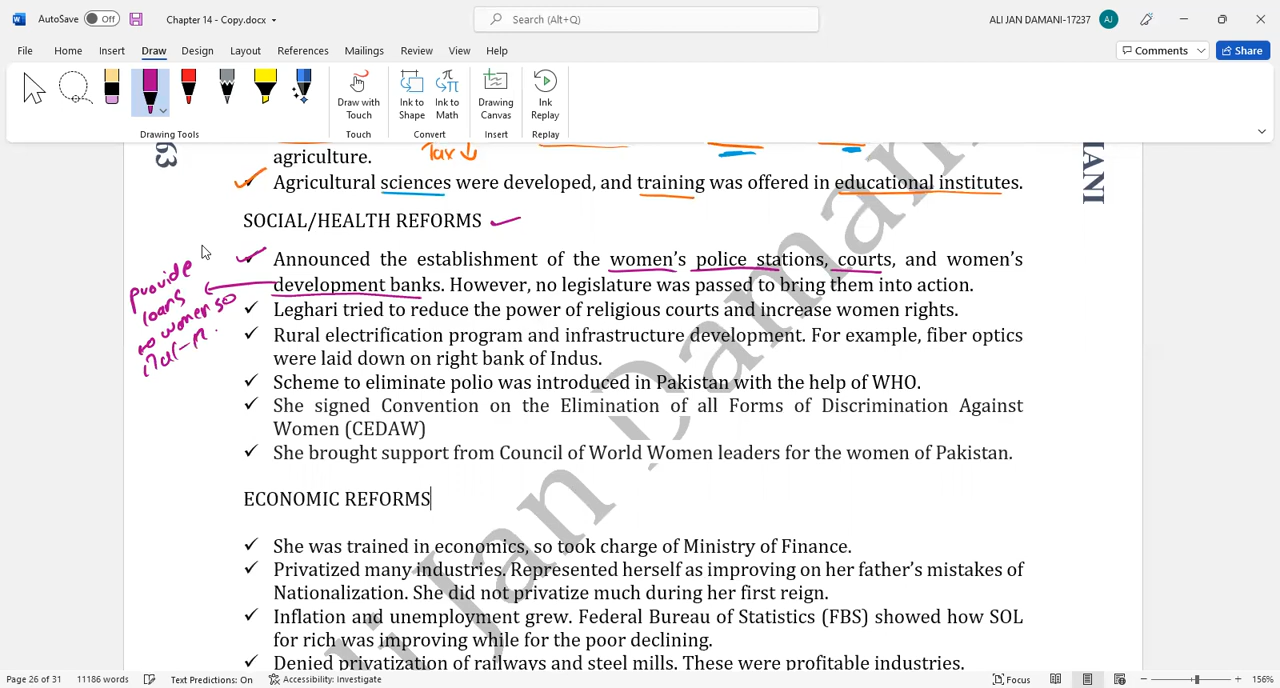 AutoSave Off Chapter 14 - Copy.docx Search (Alt+Q) ALI JAN DAMANI-17237 AJ
File Home Insert Draw Design Layout References Mailings Review View Help Comments Share
Draw with Touch
Ink to Shape
Ink to Math
Drawing Canvas
Ink Replay
Drawing Tools Touch Convert Insert Replay
63
agriculture.
Tax ↓
✓ Agricultural sciences were developed, and training was offered in educational institutes.
SOCIAL/HEALTH REFORMS
✓ Announced the establishment of the women's police stations, courts, and women's
development banks. However, no legislature was passed to bring them into action.
provide
loans
women so
✓ Leghari tried to reduce the power of religious courts and increase women rights.
✓ Rural electrification program and infrastructure development. For example, fiber optics
were laid down on right bank of Indus.
✓ Scheme to eliminate polio was introduced in Pakistan with the help of WHO.
✓ She signed Convention on the Elimination of all Forms of Discrimination Against
Women (CEDAW)
✓ She brought support from Council of World Women leaders for the women of Pakistan.
ECONOMIC REFORMS
✓ She was trained in economics, so took charge of Ministry of Finance.
✓ Privatized many industries. Represented herself as improving on her father's mistakes of
Nationalization. She did not privatize much during her first reign.
✓ Inflation and unemployment grew. Federal Bureau of Statistics (FBS) showed how SOL
for rich was improving while for the poor declining.
✓ Denied privatization of railways and steel mills. These were profitable industries.
Ali Jan Damani
Page 26 of 31 11186 words Text Predictions: On Accessibility: Investigate Focus 156%